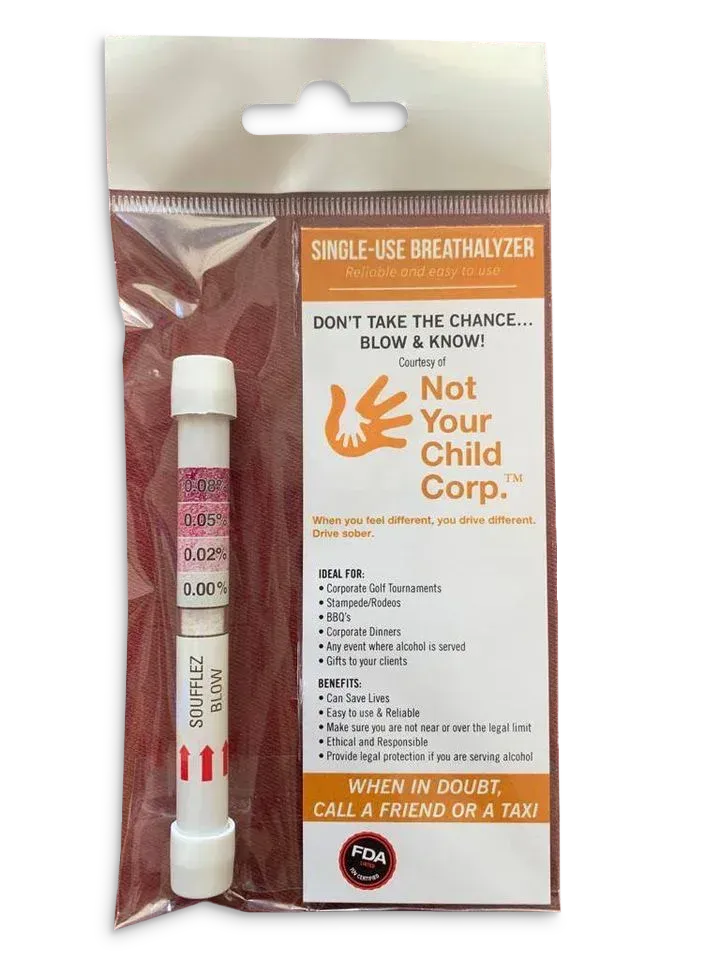 SINGLE-USE BREATHALYZER
Reliable and easy to use
DON'T TAKE THE CHANCE...
BLOW & KNOW!
Courtesy of
Not
Your
Child
Corp.™
When you feel different, you drive different.
Drive sober.
IDEAL FOR:
• Corporate Golf Tournaments
• Stampede/Rodeos
• BBQ's
• Corporate Dinners
• Any event where alcohol is served
• Gifts to your clients
BENEFITS:
• Can Save Lives
• Easy to use & Reliable
• Make sure you are not near or over the legal limit
• Ethical and Responsible
• Provide legal protection if you are serving alcohol
WHEN IN DOUBT,
CALL A FRIEND OR A TAXI
FDA
LISTED
CERTIFIED
0.08%
0.05%
0.02%
0.00%
SOUFFLEZ
BLOW